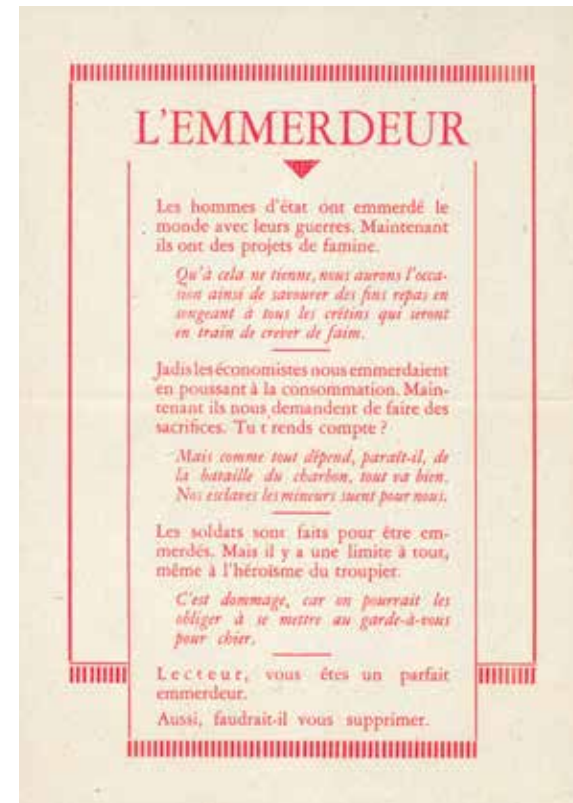 L'EMMERDEUR
Les hommes d'état ont emmerdé le
monde avec leurs guerres. Maintenant
ils ont des projets de famine.
Qu'à cela ne tienne, nous aurons l'occa-
sion ainsi de savourer des fins repas en
songeant à tous les crétins qui seront
en train de crever de faim.
Jadis les économistes nous emmerdaient
en poussant à la consommation. Main-
tenant ils nous demandent de faire des
sacrifices. Tu t rends compte ?
Mais comme tout dépend, paraît-il, de
la bataille du charbon, tout va bien.
Nos esclaves les mineurs suent pour nous.
Les soldats sont faits pour être em-
merdés. Mais il y a une limite à tout,
même à l'héroïsme du troupier.
C'est dommage, car on pourrait les
obliger à se mettre au garde-à-vous
pour chier.
Lecteur, vous êtes un parfait
emmerdeur.
Aussi, faudrait-il vous supprimer.